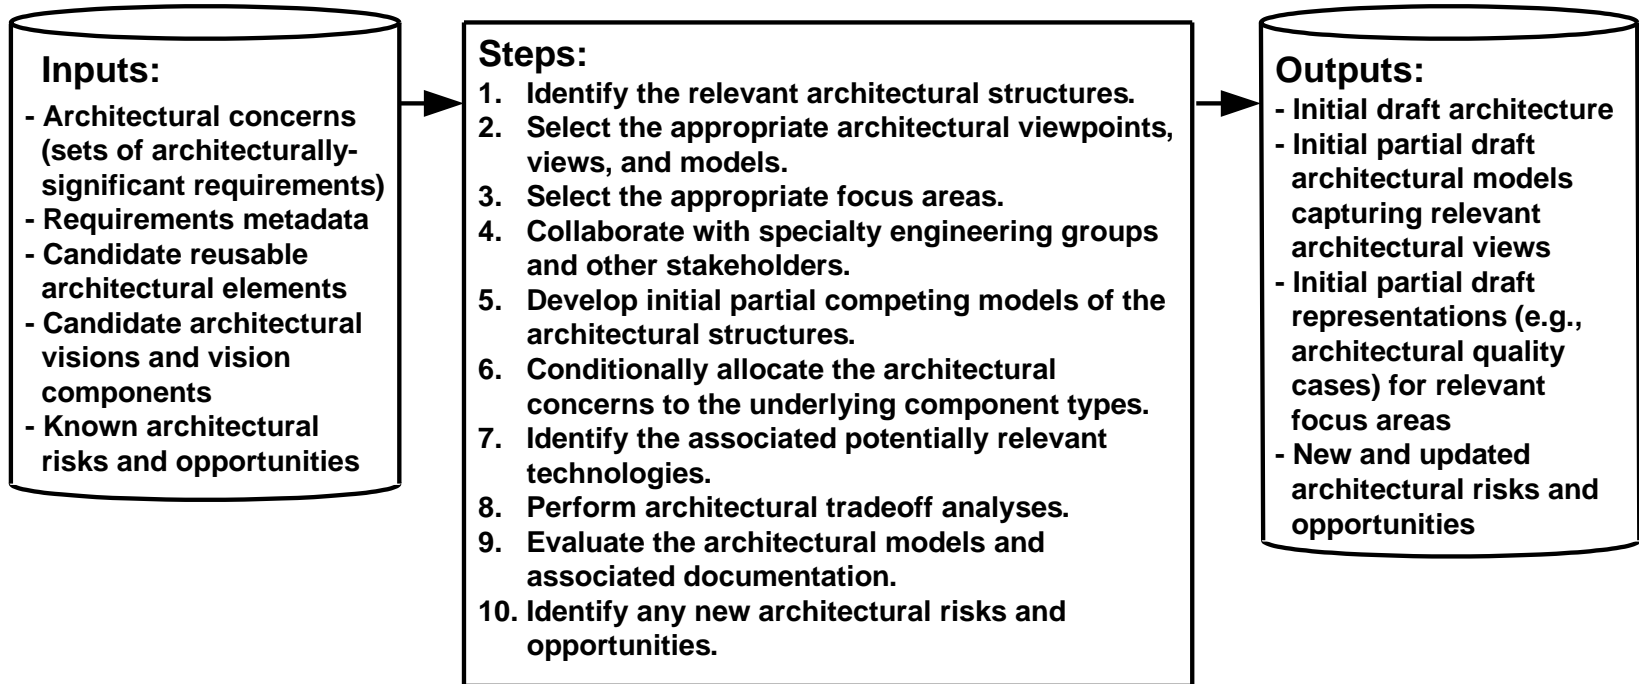 Inputs:
- Architectural concerns
(sets of architecturally-
significant requirements)
- Requirements metadata
- Candidate reusable
architectural elements
- Candidate architectural
visions and vision
components
- Known architectural
risks and opportunities
Steps:
1. Identify the relevant architectural structures.
2. Select the appropriate architectural viewpoints,
views, and models.
3. Select the appropriate focus areas.
4. Collaborate with specialty engineering groups
and other stakeholders.
5. Develop initial partial competing models of the
architectural structures.
6. Conditionally allocate the architectural
concerns to the underlying component types.
7. Identify the associated potentially relevant
technologies.
8. Perform architectural tradeoff analyses.
9. Evaluate the architectural models and
associated documentation.
10. Identify any new architectural risks and
opportunities.
Outputs:
- Initial draft architecture
- Initial partial draft
architectural models
capturing relevant
architectural views
- Initial partial draft
representations (e.g.,
architectural quality
cases) for relevant
focus areas
- New and updated
architectural risks and
opportunities